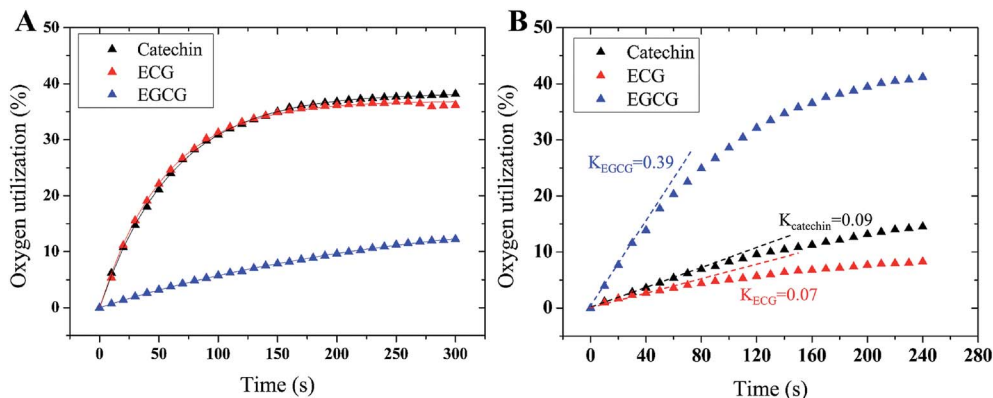 A
Catechin
ECG
EGCG
Oxygen utilization (%)
50
40
30
20
10
0
0
50
100
150
200
250
300
Time (s)
B
Catechin
ECG
EGCG
Oxygen utilization (%)
50
40
30
20
10
0
K_EGCG=0.39
K_catechin=0.09
K_ECG=0.07
0
40
80
120
160
200
240
280
Time (s)